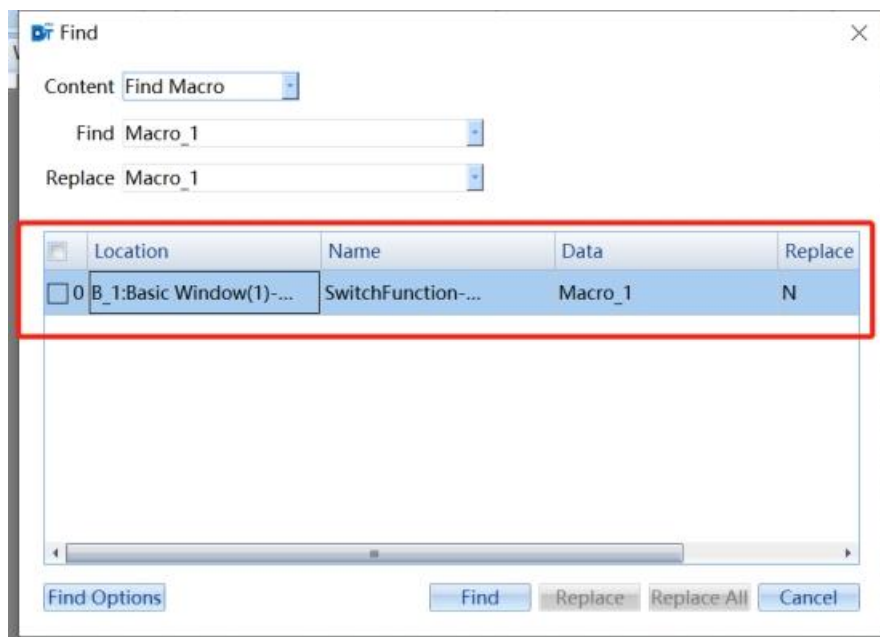 Find
Content Find Macro
Find Macro_1
Replace Macro_1
Location Name Data Replace
0 B_1:Basic Window(1)-... SwitchFunction-... Macro_1 N
Find Options Find Replace Replace All Cancel